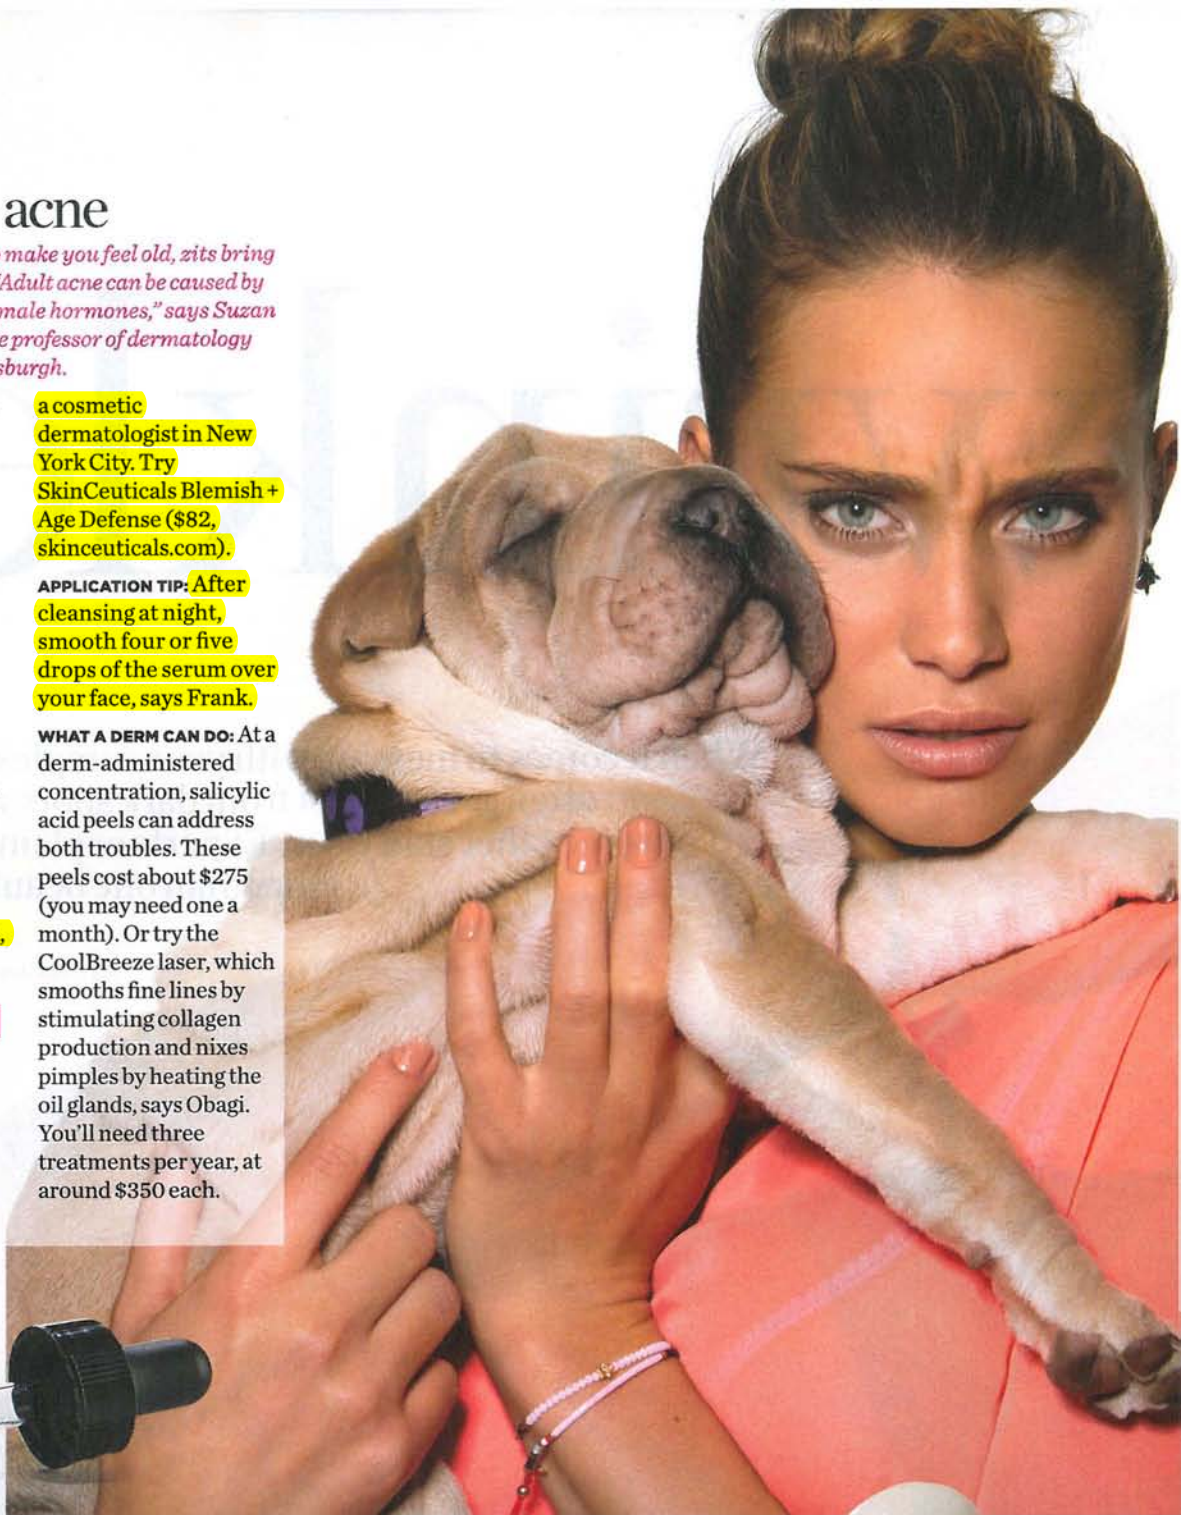 acne
make you feel old, zits bring
"Adult acne can be caused by
male hormones," says Suzan
e professor of dermatology
sburgh.
a cosmetic
dermatologist in New
York City. Try
SkinCeuticals Blemish +
Age Defense ($82,
skinceuticals.com).
APPLICATION TIP: After
cleansing at night,
smooth four or five
drops of the serum over
your face, says Frank.
WHAT A DERM CAN DO: At a
derm-administered
concentration, salicylic
acid peels can address
both troubles. These
peels cost about $275
(you may need one a
month). Or try the
CoolBreeze laser, which
smooths fine lines by
stimulating collagen
production and nixes
pimples by heating the
oil glands, says Obagi.
You'll need three
treatments per year, at
around $350 each.